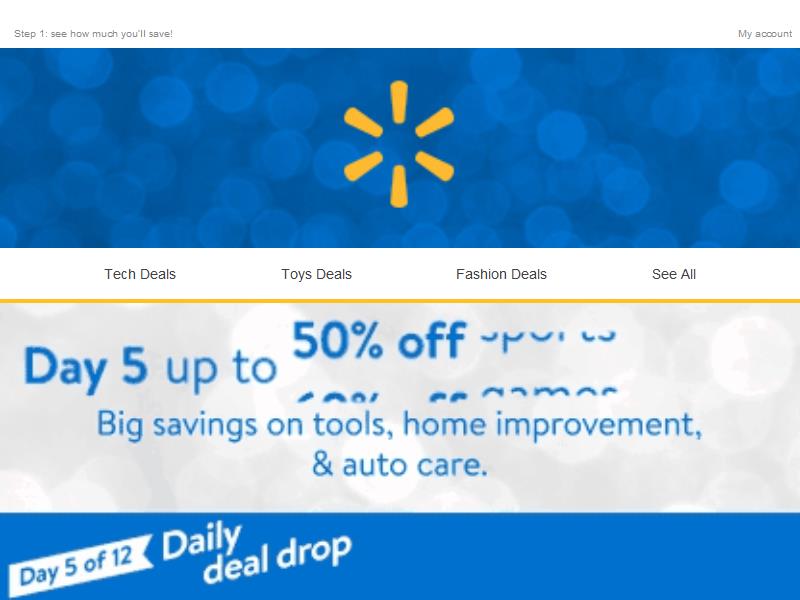 Step 1: see how much you'll save!
My account
Tech Deals
Toys Deals
Fashion Deals
See All
Day 5 up to 50% off
Big savings on tools, home improvement,
& auto care.
Day 5 of 12
Daily
deal drop